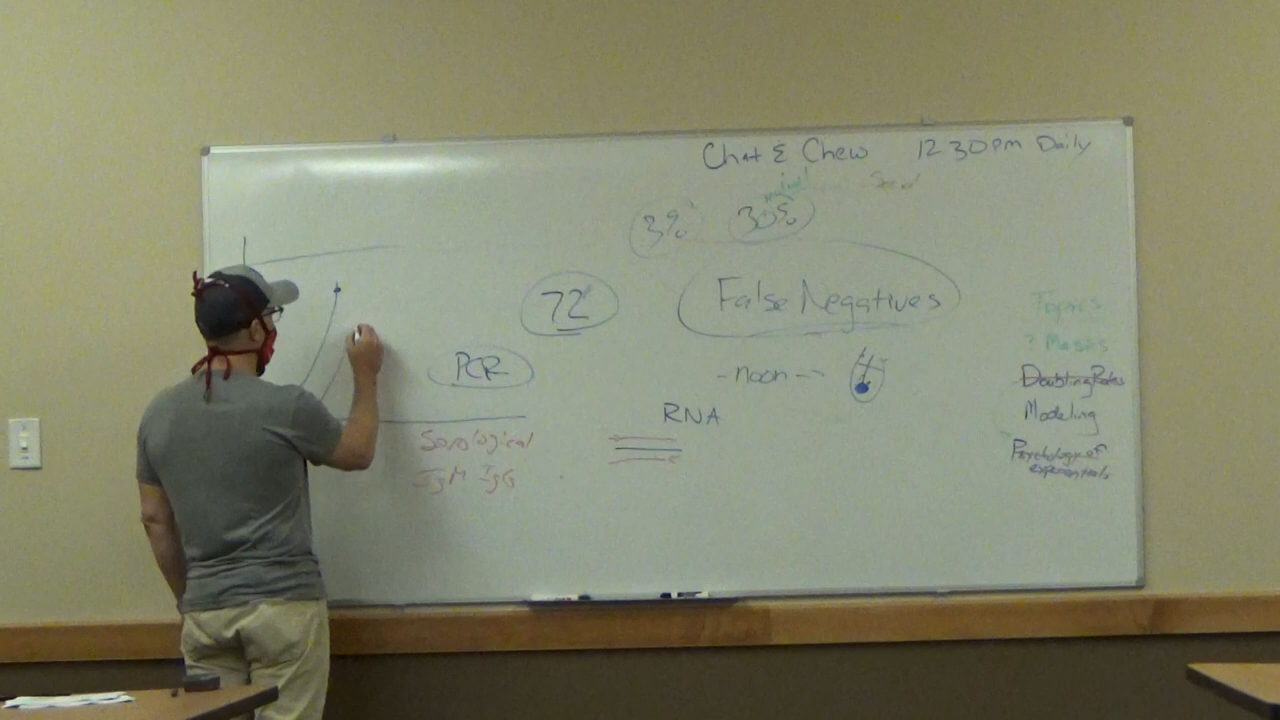 Chat & Chew 12 30pm Daily
3% 30%
72 False Negatives
Topics
? Masks
PCR
-noon-
Doubling Rates
RNA
Modeling
Serological
Psychology of
exponentials
IgM IgG